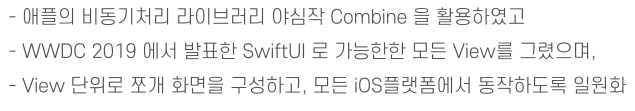 - 애플의 비동기처리 라이브러리 야심작 Combine 을 활용하였고
- WWDC 2019 에서 발표한 SwiftUI 로 가능한한 모든 View를 그렸으며,
- View 단위로 쪼개 화면을 구성하고, 모든 iOS플랫폼에서 동작하도록 일원화